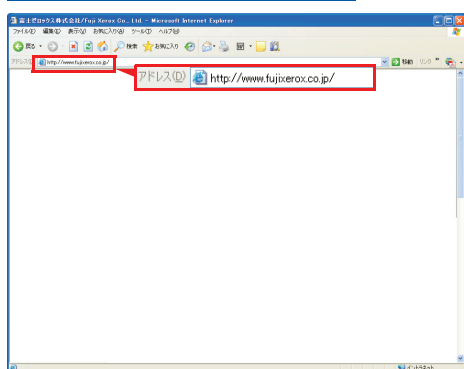 富士ゼロックス株式会社/Fuji Xerox Co., Ltd. - Microsoft Internet Explorer
ファイル(F) 編集(E) 表示(V) お気に入り(A) ツール(T) ヘルプ(H)
戻る 検索 お気に入り
アドレス(D) http://www.fujixerox.co.jp/ 移動 リンク »
アドレス(D) http://www.fujixerox.co.jp/
イントラネット